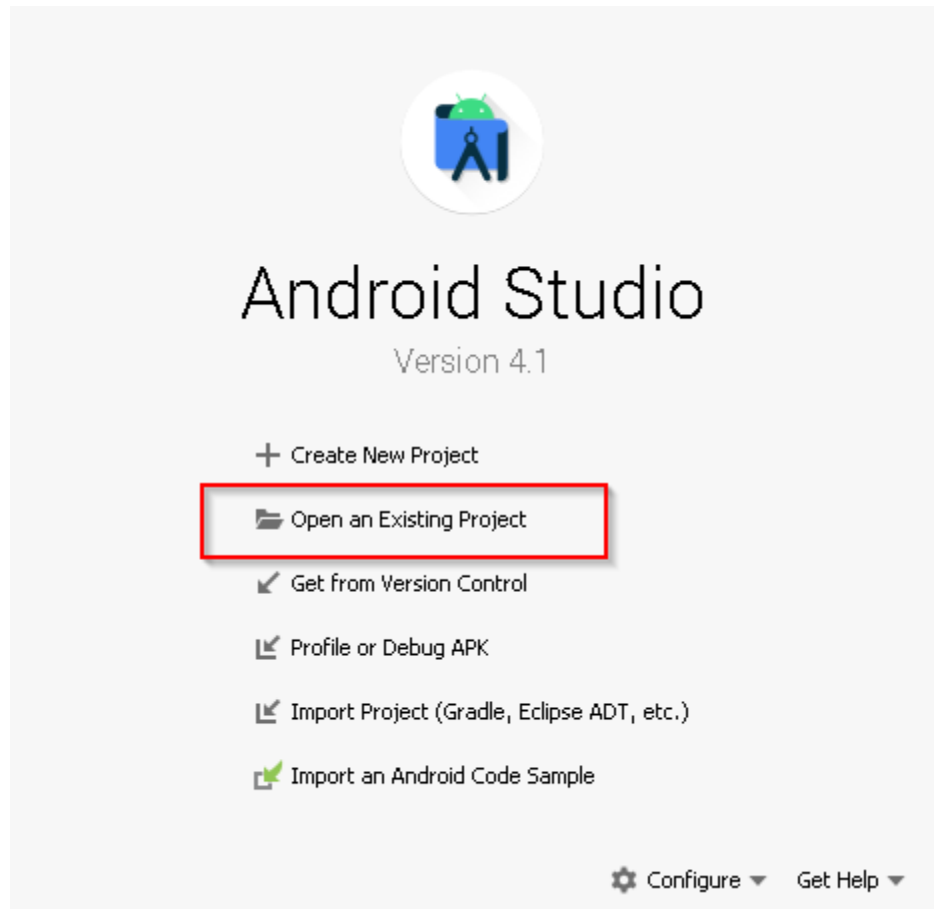 Android Studio
Version 4.1
Create New Project
Open an Existing Project
Get from Version Control
Profile or Debug APK
Import Project (Gradle, Eclipse ADT, etc.)
Import an Android Code Sample
Configure Get Help